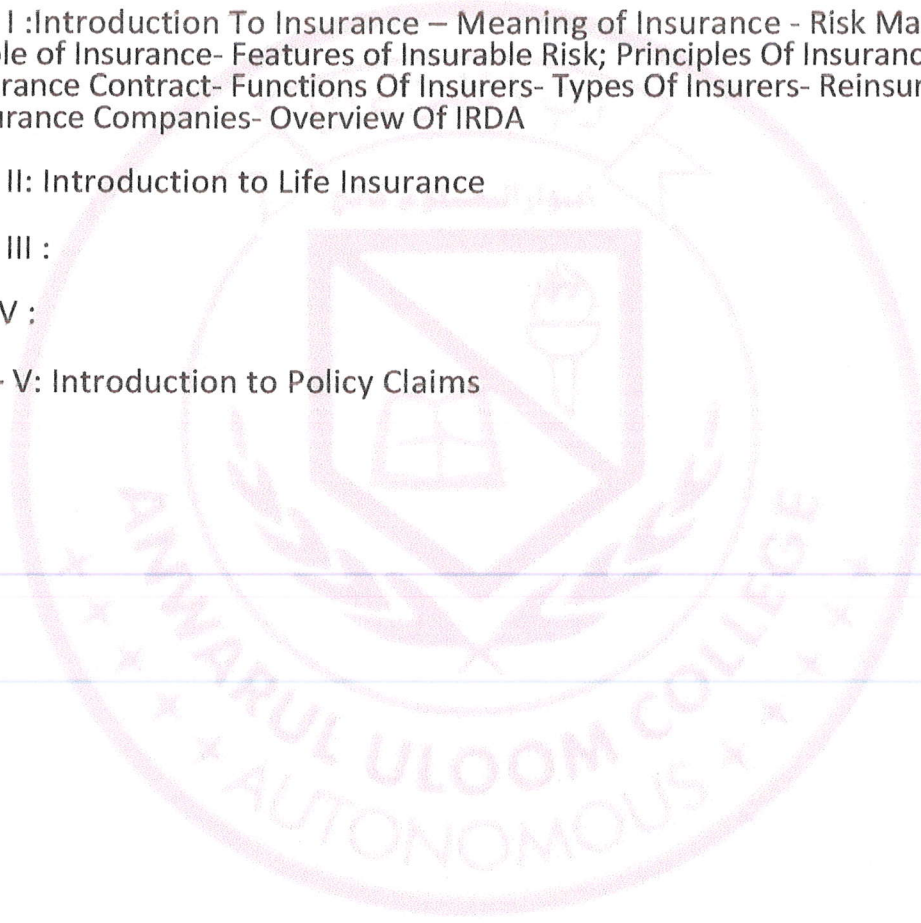 I :Introduction To Insurance – Meaning of Insurance - Risk Ma
le of Insurance- Features of Insurable Risk; Principles Of Insuranc
rance Contract- Functions Of Insurers- Types Of Insurers- Reinsur
urance Companies- Overview Of IRDA
II: Introduction to Life Insurance
III :
V :
- V: Introduction to Policy Claims
ANWARUL ULOOM COLLEGE
AUTONOMOUS